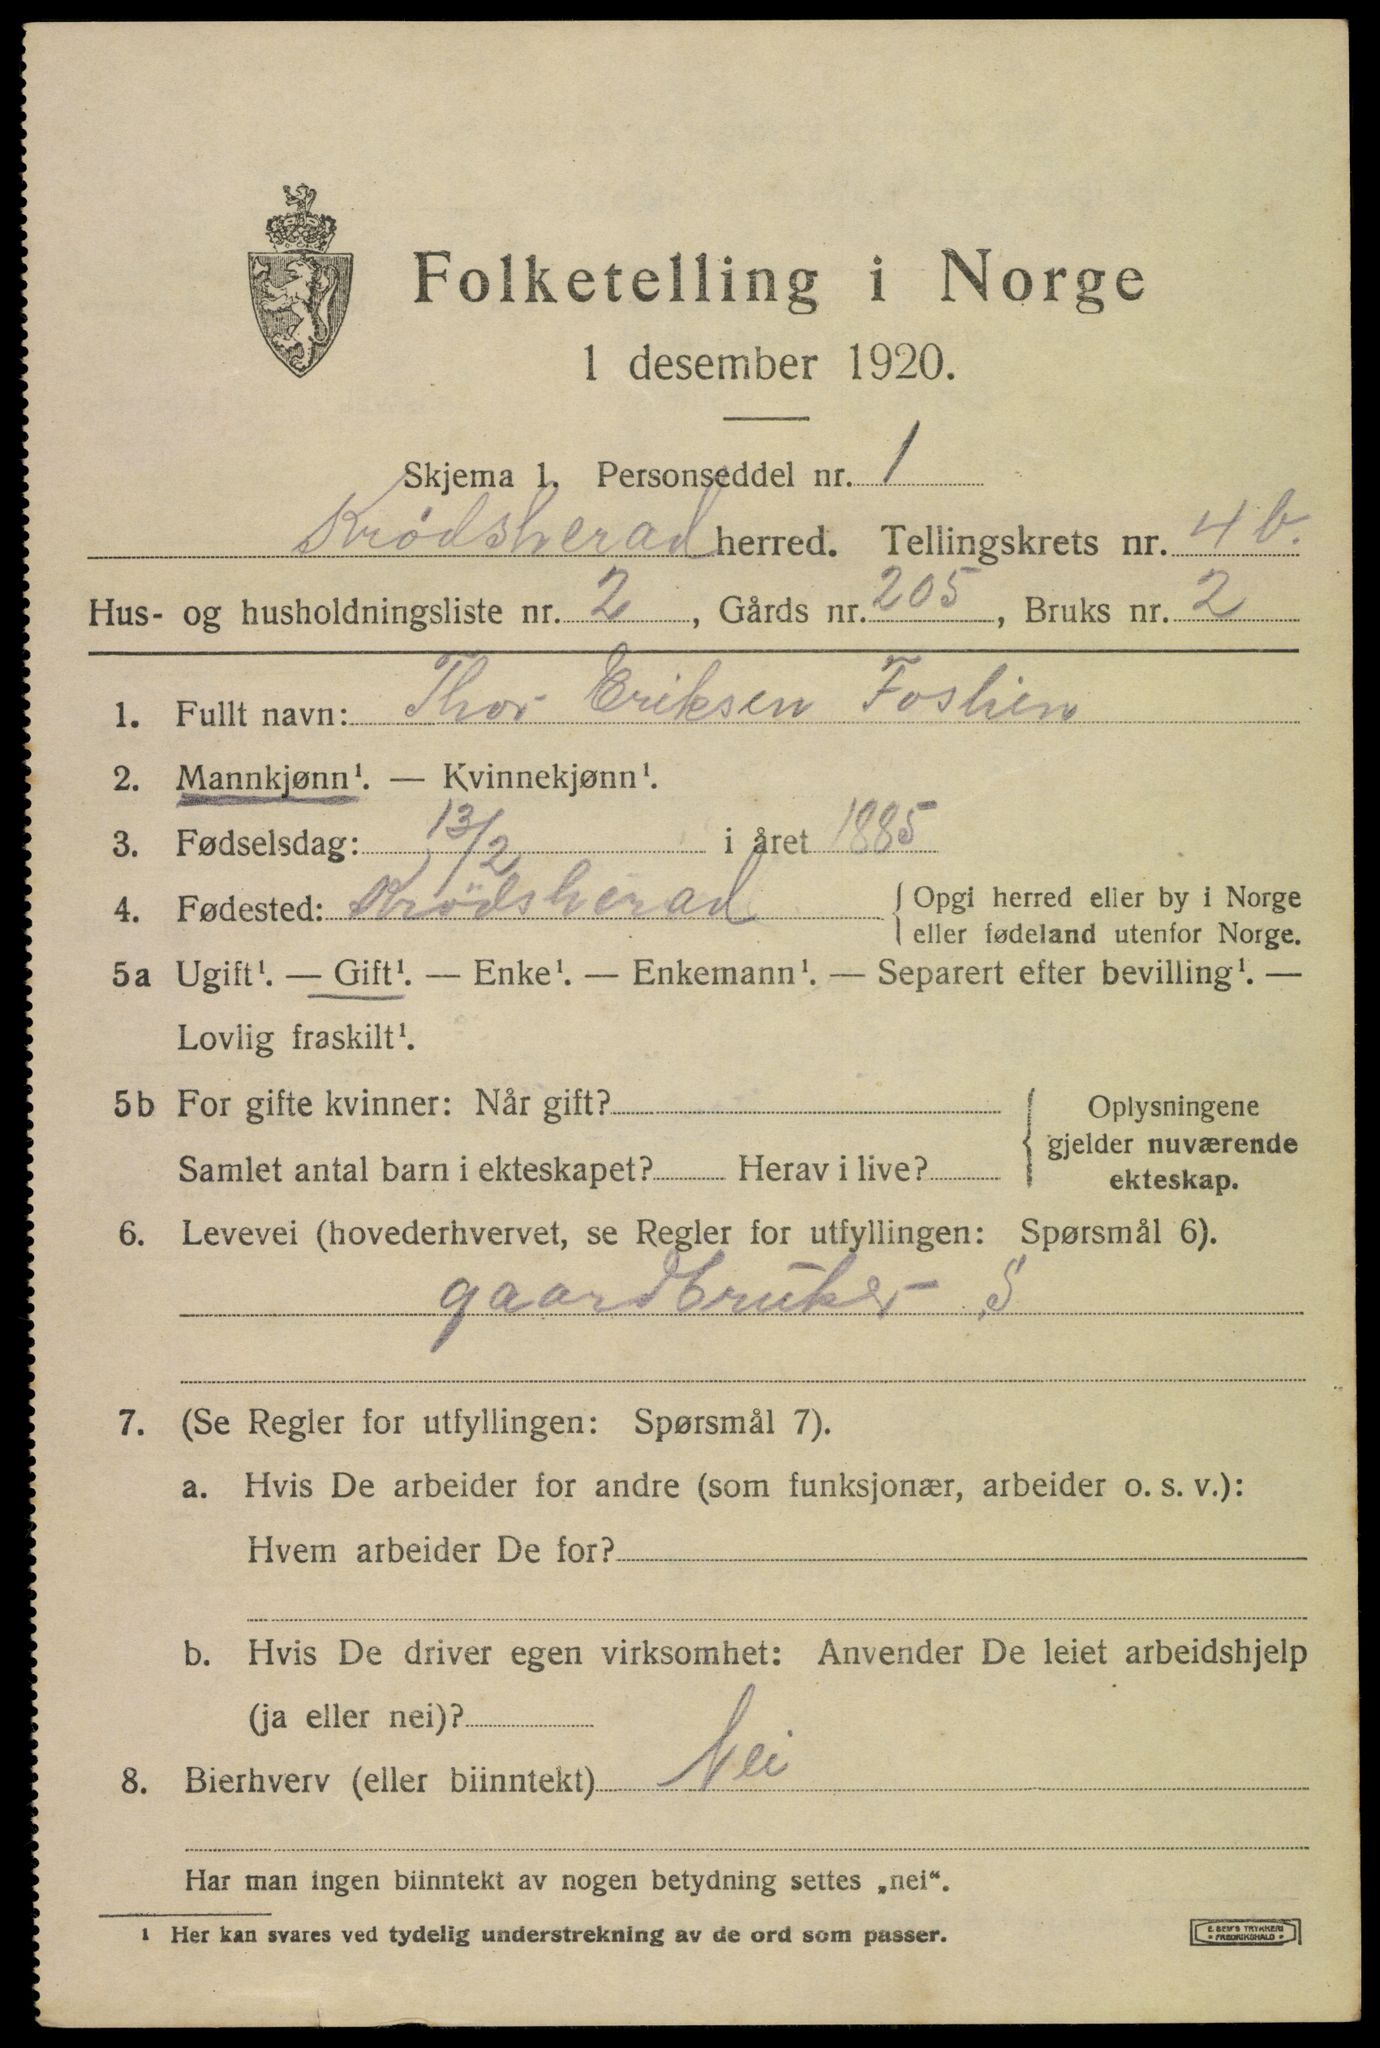 Folketelling i Norge
1 desember 1920.
Skjema 1. Personseddel nr. 1
Krødsherad herred. Tellingskrets nr. 4 b.
Hus- og husholdningsliste nr. 2, Gårds nr. 205, Bruks nr. 2
1. Fullt navn: Thor Eriksen Foslien
2. Mannkjønn¹. — Kvinnekjønn¹.
3. Fødselsdag: 13/2 i året 1885
4. Fødested: Krødsherad { Opgi herred eller by i Norge
eller fødeland utenfor Norge.
5a Ugift¹. — Gift¹. — Enke¹. — Enkemann¹. — Separert efter bevilling¹. —
Lovlig fraskilt¹.
5b For gifte kvinner: Når gift? { Oplysningene
gjelder nuværende
Samlet antal barn i ekteskapet? Herav i live? ekteskap.
6. Levevei (hovederhvervet, se Regler for utfyllingen: Spørsmål 6).
gaardbruker S
7. (Se Regler for utfyllingen: Spørsmål 7).
a. Hvis De arbeider for andre (som funksjonær, arbeider o. s. v.):
Hvem arbeider De for?
b. Hvis De driver egen virksomhet: Anvender De leiet arbeidshjelp
(ja eller nei)?
8. Bierhverv (eller biinntekt) Nei
Har man ingen biinntekt av nogen betydning settes „nei“.
¹ Her kan svares ved tydelig understrekning av de ord som passer.
E. SEM'S TRYKKERI
FREDRIKSHALD